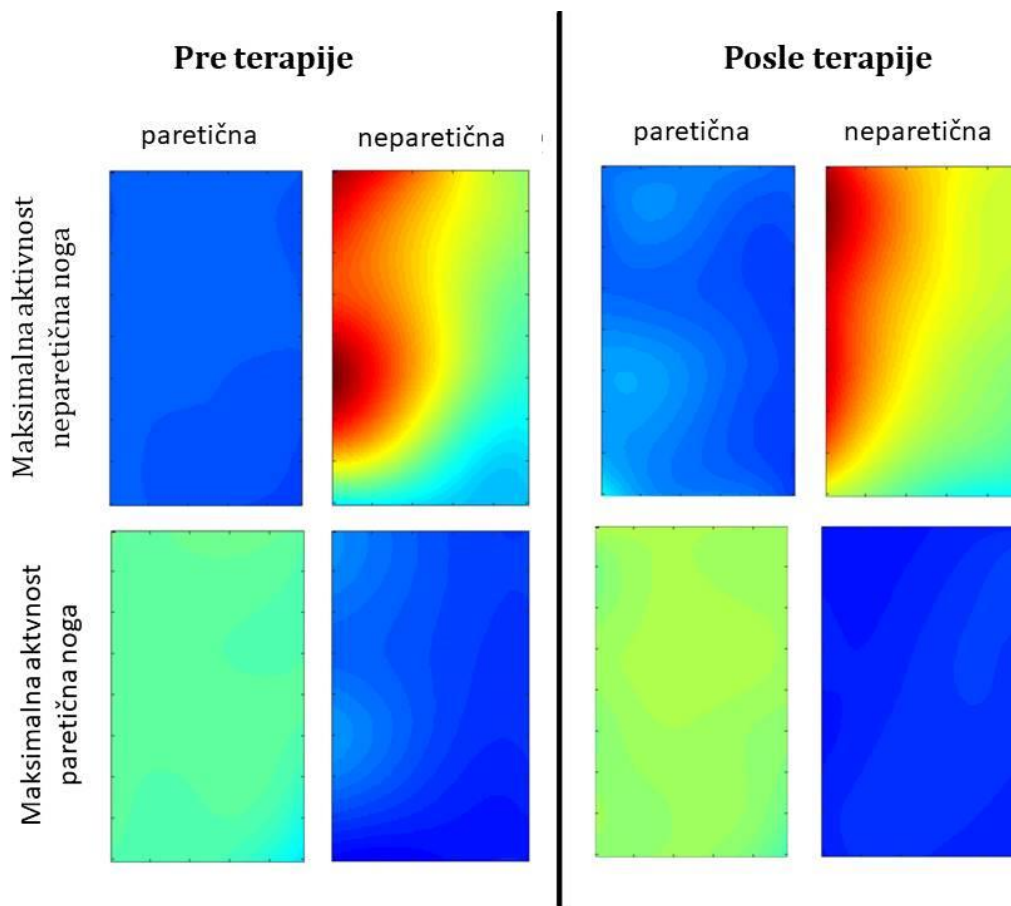 Pre terapije
Posle terapije
paretična
neparetična
paretična
neparetična
Maksimalna aktivnost
neparetična noga
Maksimalna aktvnost
paretična noga